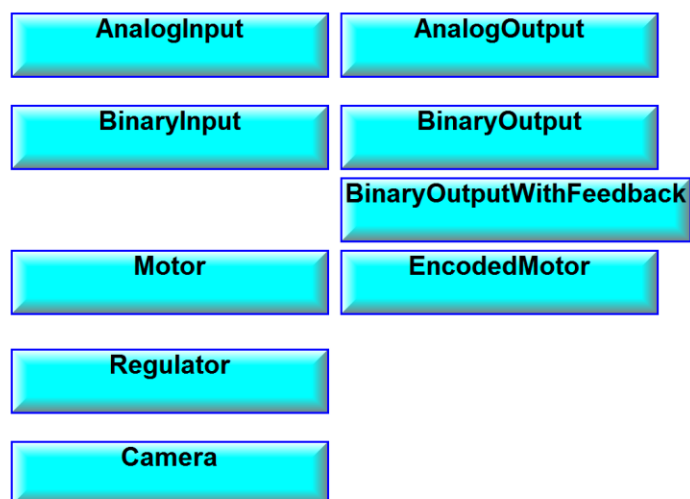 AnalogInput
AnalogOutput
BinaryInput
BinaryOutput
BinaryOutputWithFeedback
Motor
EncodedMotor
Regulator
Camera